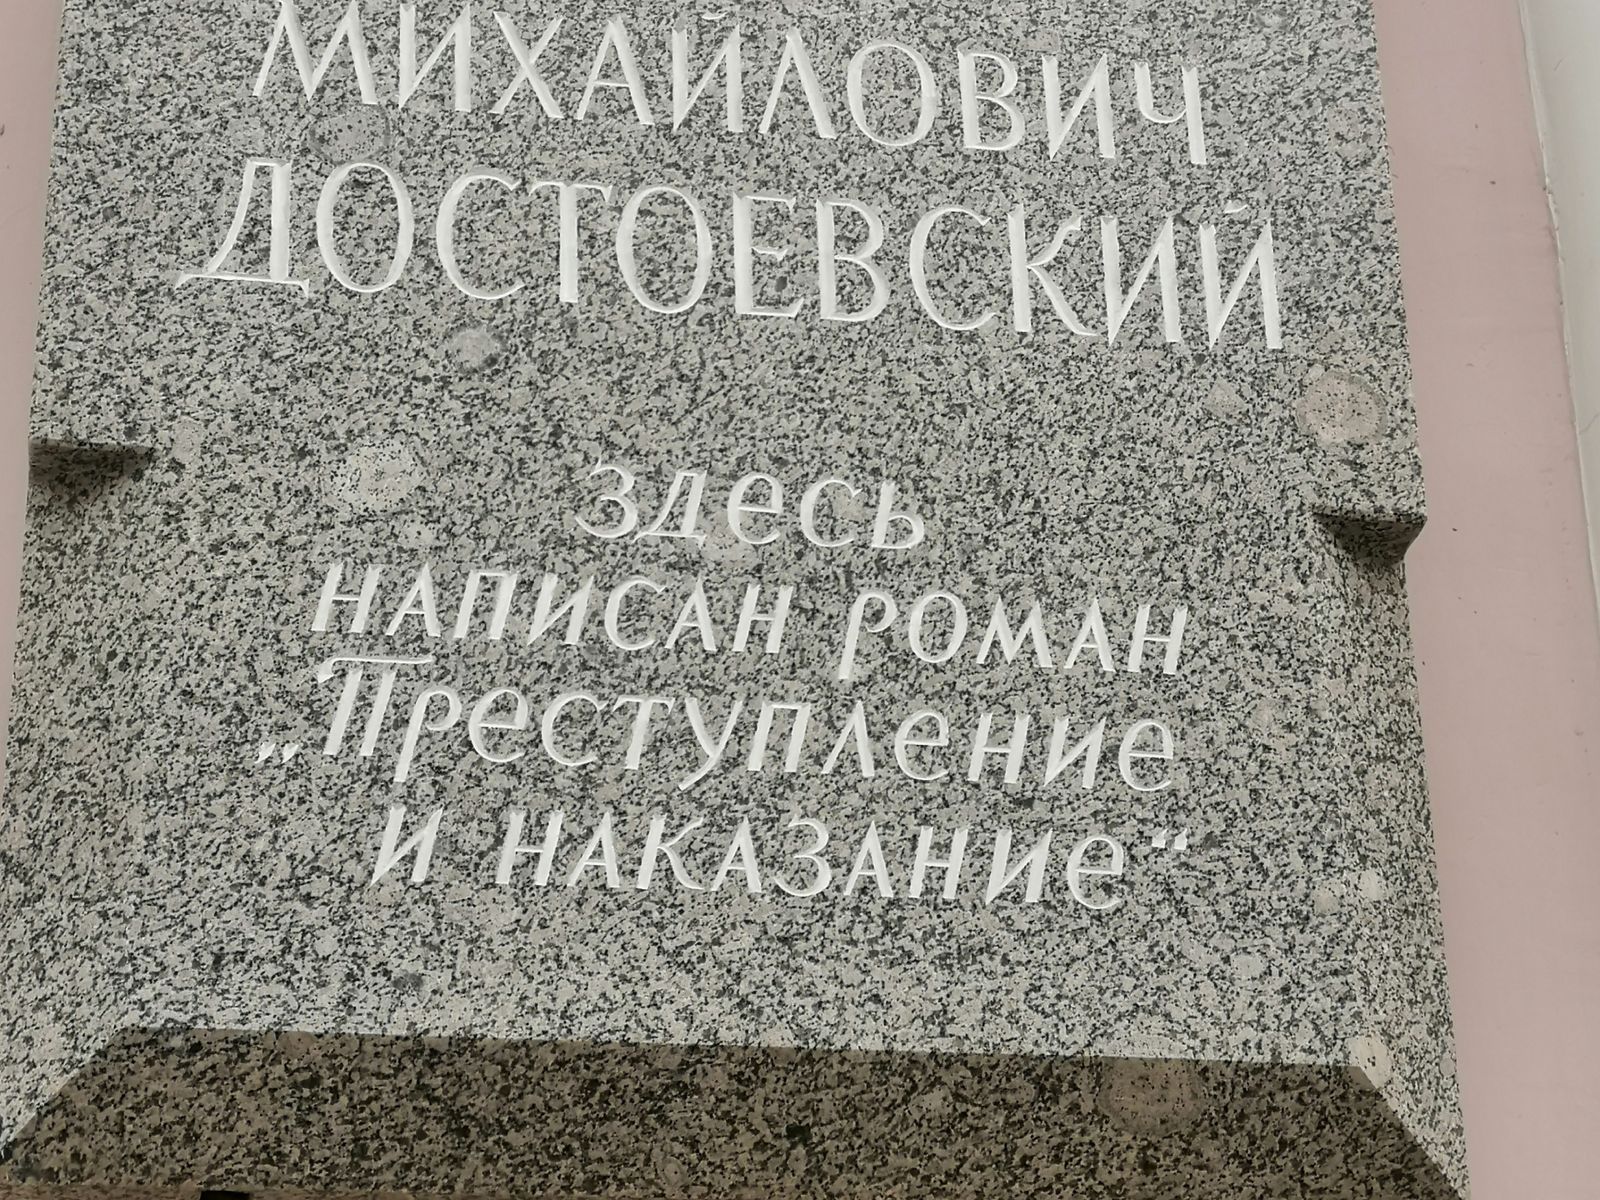 МИХАЙЛОВИЧ
ДОСТОЕВСКИЙ
здесь
написан роман
„Преступление
и наказание“